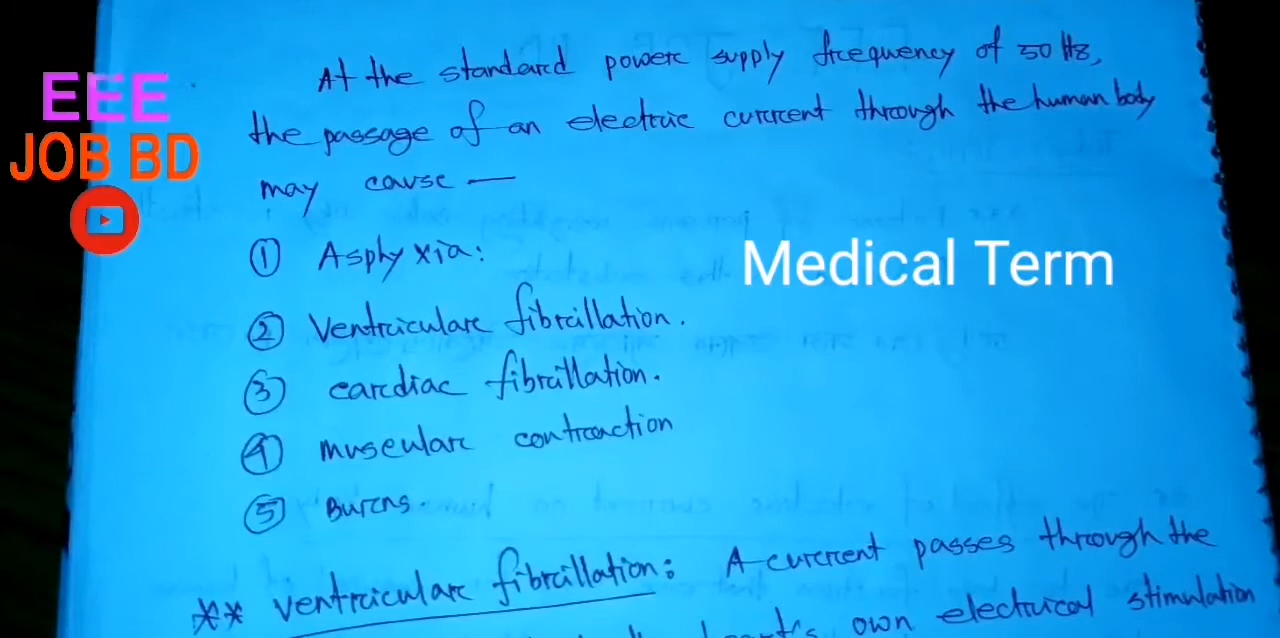 At the standard power supply frequency of 50 Hz,
the passage of an electric current through the human body
may cause —
EEE
JOB BD
① Asphyxia:
Medical Term
② Ventricular fibrillation.
③ cardiac fibrillation.
④ muscular contraction
⑤ Burns.
** ventricular fibrillation: A current passes through the
own electrical stimulation